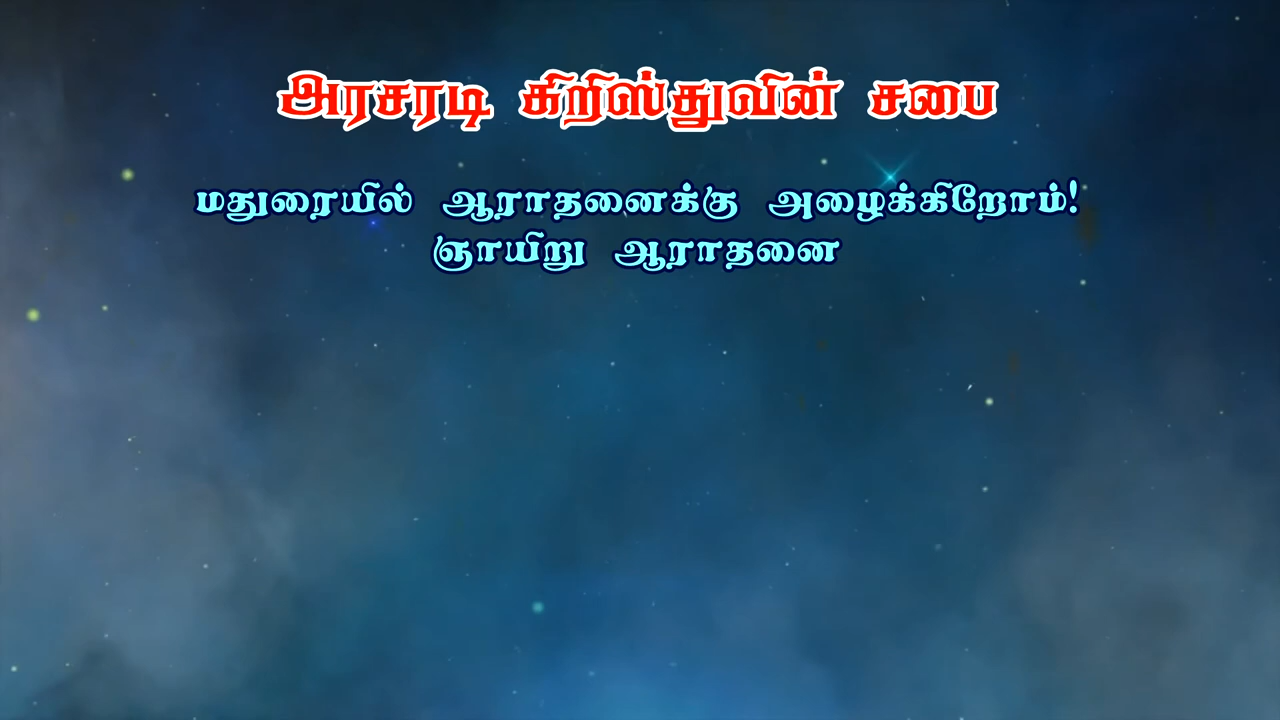 அரசரடி கிறிஸ்துவின் சபை
மதுரையில் ஆராதனைக்கு அழைக்கிறோம்!
ஞாயிறு ஆராதனை